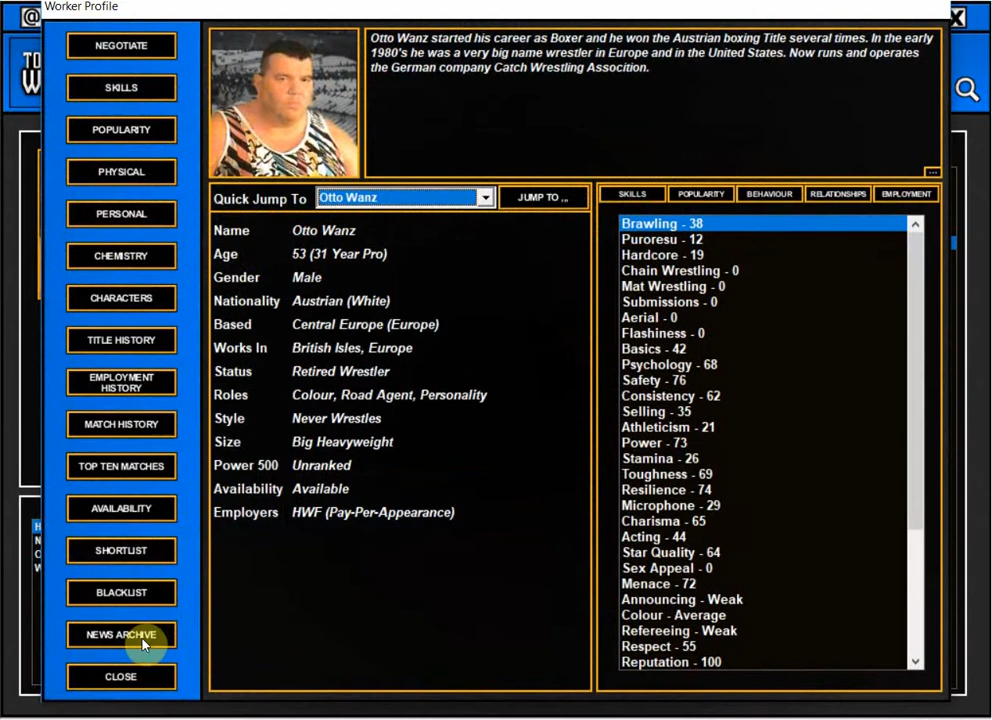 Worker Profile
@
X
TO
W
NEGOTIATE
SKILLS
POPULARITY
PHYSICAL
PERSONAL
CHEMISTRY
CHARACTERS
TITLE HISTORY
EMPLOYMENT
HISTORY
MATCH HISTORY
TOP TEN MATCHES
AVAILABILITY
SHORTLIST
BLACKLIST
NEWS ARCHIVE
CLOSE
Otto Wanz started his career as Boxer and he won the Austrian boxing Title several times. In the early
1980's he was a very big name wrestler in Europe and in the United States. Now runs and operates
the German company Catch Wrestling Assocition.
...
Quick Jump To Otto Wanz JUMP TO ...
Name Otto Wanz
Age 53 (31 Year Pro)
Gender Male
Nationality Austrian (White)
Based Central Europe (Europe)
Works In British Isles, Europe
Status Retired Wrestler
Roles Colour, Road Agent, Personality
Style Never Wrestles
Size Big Heavyweight
Power 500 Unranked
Availability Available
Employers HWF (Pay-Per-Appearance)
SKILLS POPULARITY BEHAVIOUR RELATIONSHIPS EMPLOYMENT
Brawling - 38
Puroresu - 12
Hardcore - 19
Chain Wrestling - 0
Mat Wrestling - 0
Submissions - 0
Aerial - 0
Flashiness - 0
Basics - 42
Psychology - 68
Safety - 76
Consistency - 62
Selling - 35
Athleticism - 21
Power - 73
Stamina - 26
Toughness - 69
Resilience - 74
Microphone - 29
Charisma - 65
Acting - 44
Star Quality - 64
Sex Appeal - 0
Menace - 72
Announcing - Weak
Colour - Average
Refereeing - Weak
Respect - 55
Reputation - 100